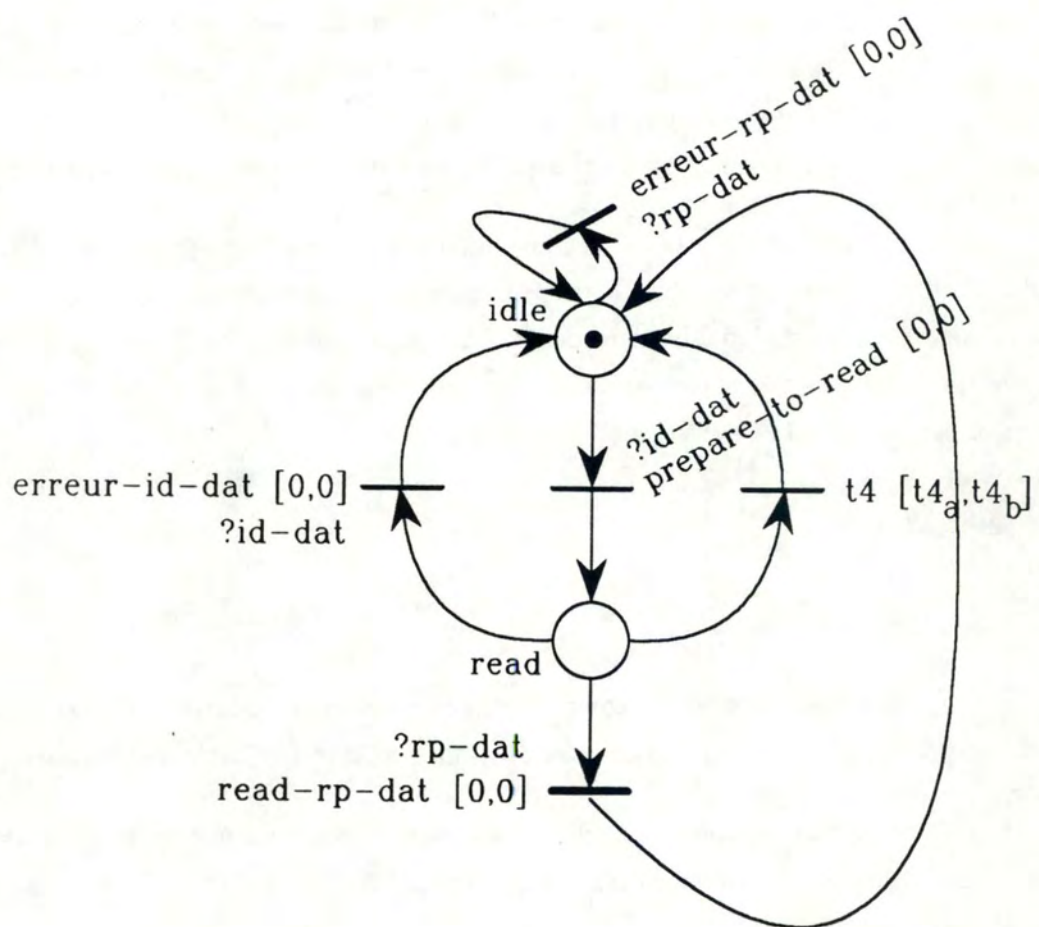 erreur-rp-dat [0,0]
?rp-dat
idle
?id-dat
prepare-to-read [0,0]
erreur-id-dat [0,0]
?id-dat
t4 [t4a,t4b]
read
?rp-dat
read-rp-dat [0,0]